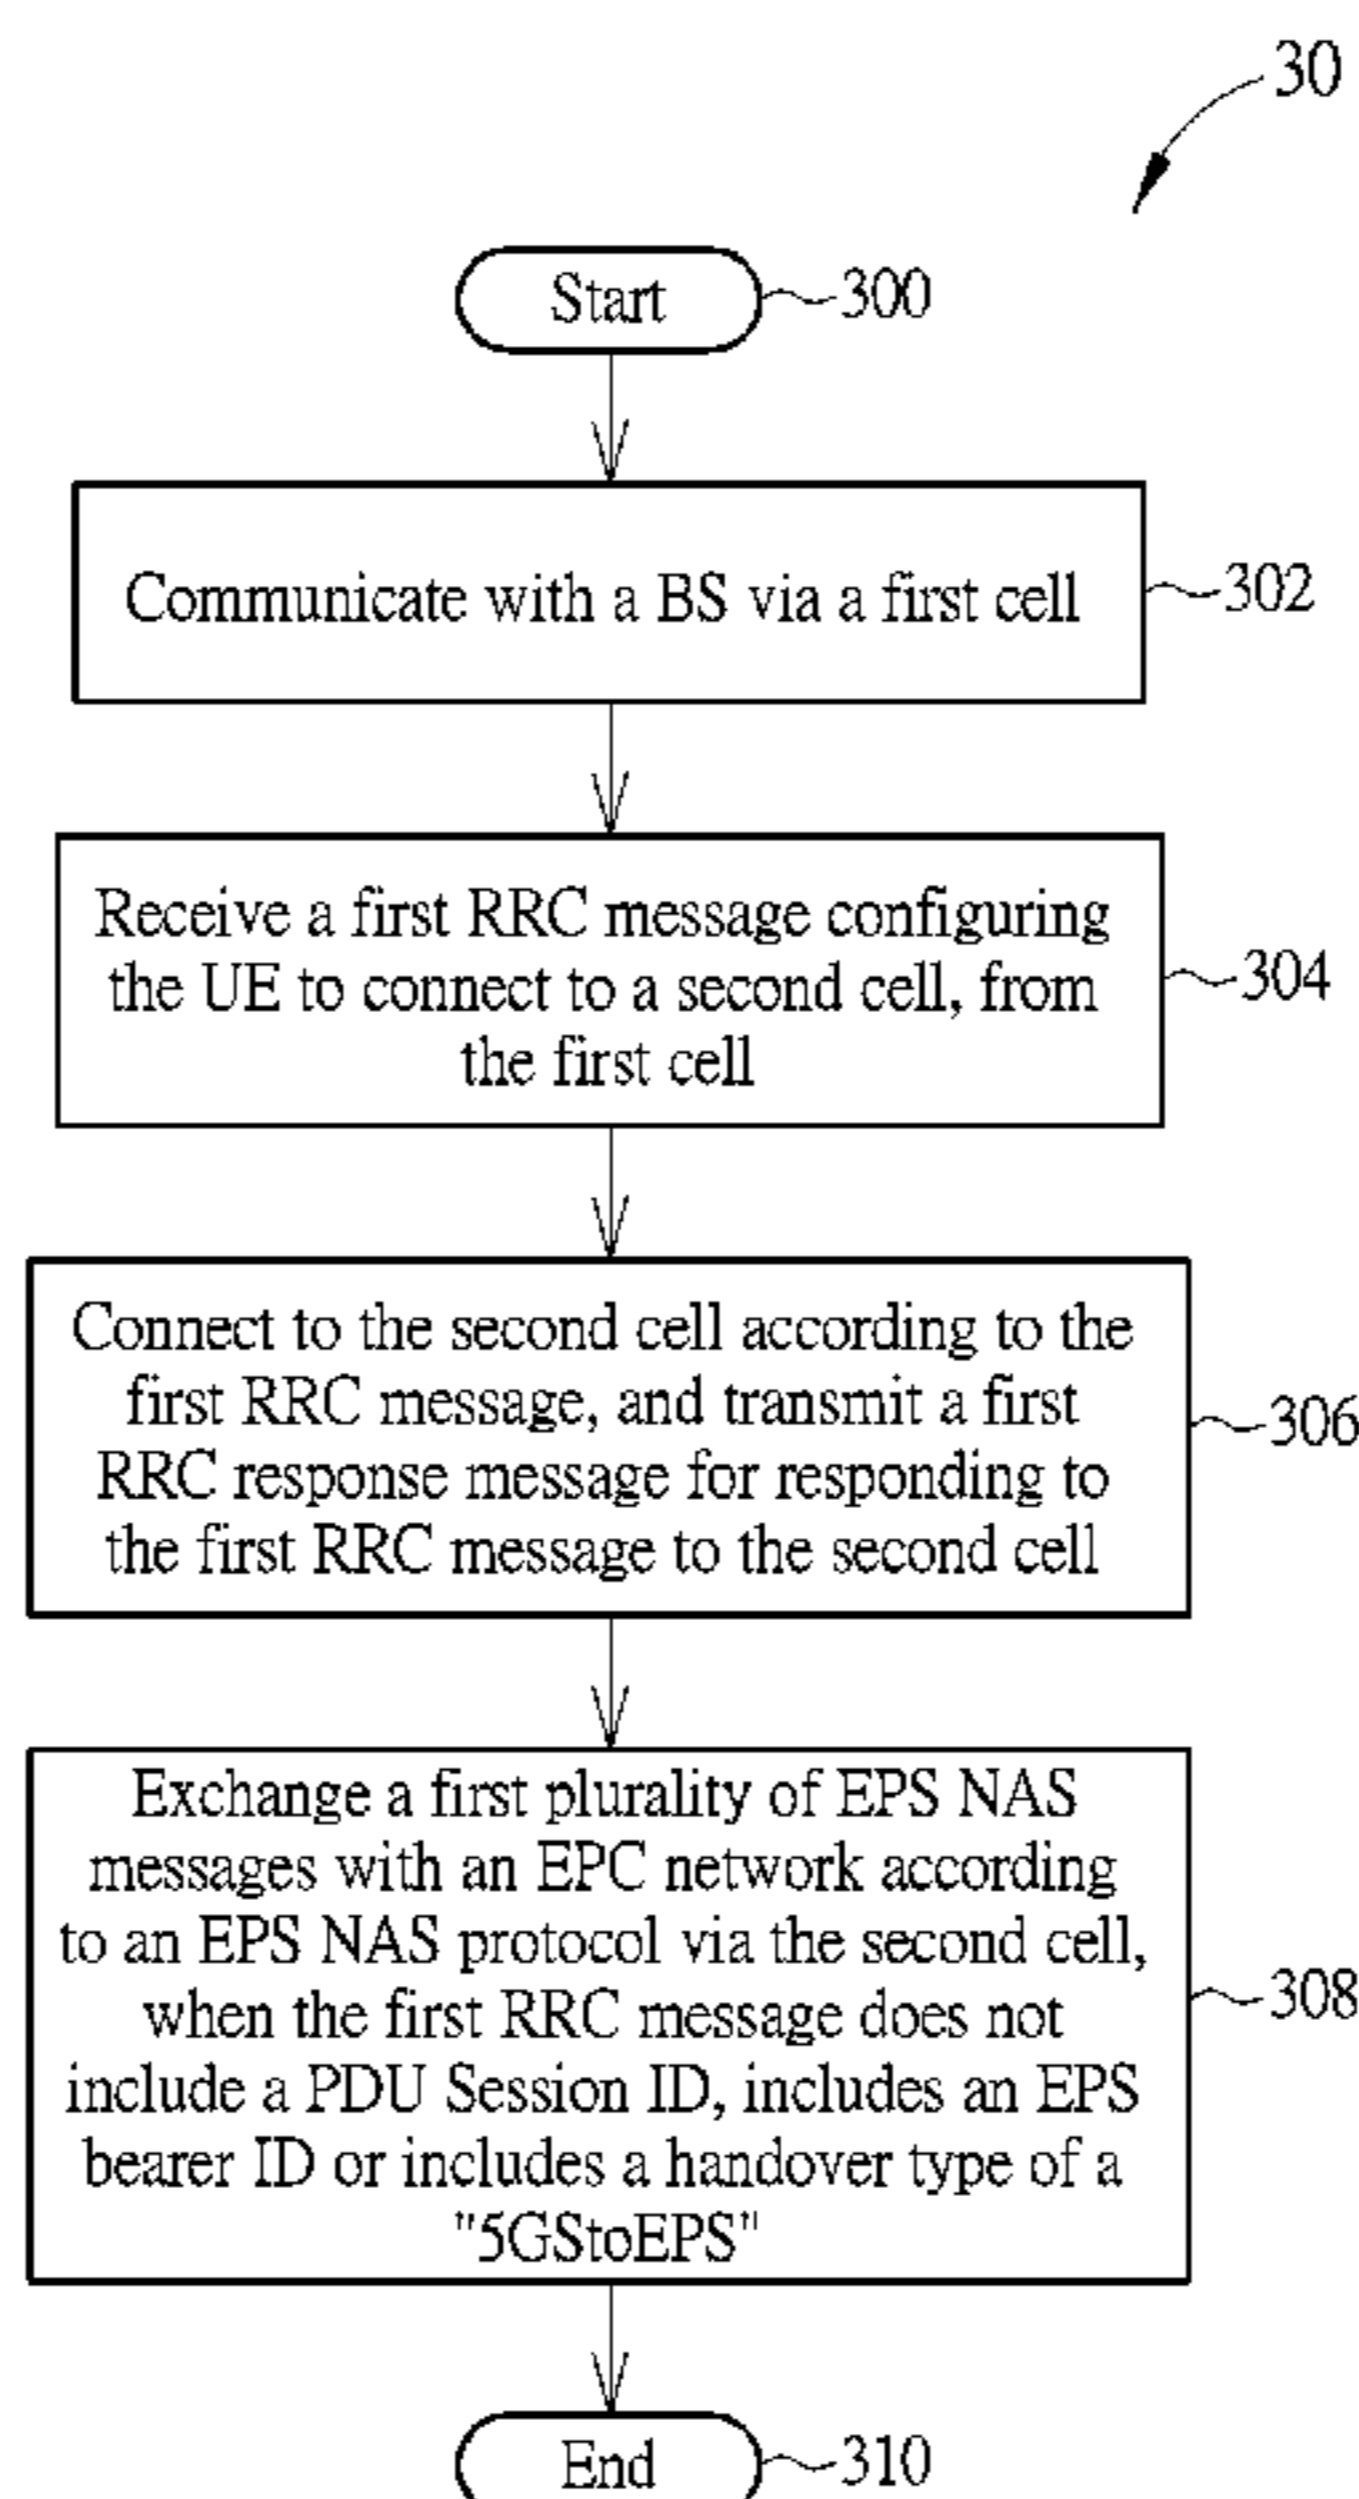 30
Start
300
Communicate with a BS via a first cell
302
Receive a first RRC message configuring
the UE to connect to a second cell, from
the first cell
304
Connect to the second cell according to the
first RRC message, and transmit a first
RRC response message for responding to
the first RRC message to the second cell
306
Exchange a first plurality of EPS NAS
messages with an EPC network according
to an EPS NAS protocol via the second cell,
when the first RRC message does not
include a PDU Session ID, includes an EPS
bearer ID or includes a handover type of a
"5GStoEPS"
308
End
310